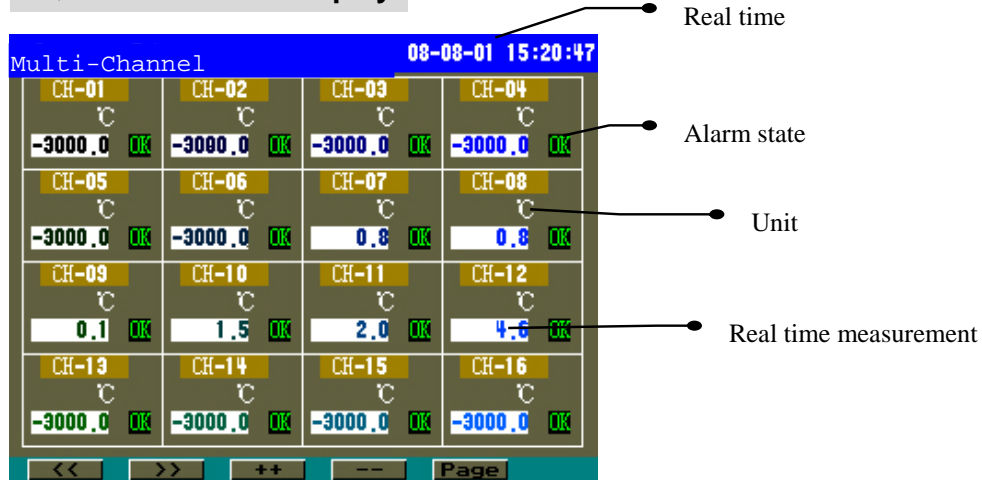 Real time
Multi-Channel 08-08-01 15:20:47
CH-01 CH-02 CH-03 CH-04
℃ ℃ ℃ ℃
-3000.0 OK -3000.0 OK -3000.0 OK -3000.0 OK
Alarm state
CH-05 CH-06 CH-07 CH-08
℃ ℃ ℃ ℃
Unit
-3000.0 OK -3000.0 OK 0.8 OK 0.8 OK
CH-09 CH-10 CH-11 CH-12
℃ ℃ ℃ ℃
0.1 OK 1.5 OK 2.0 OK 4.6 OK
Real time measurement
CH-13 CH-14 CH-15 CH-16
℃ ℃ ℃ ℃
-3000.0 OK -3000.0 OK -3000.0 OK -3000.0 OK
<< >> ++ -- Page